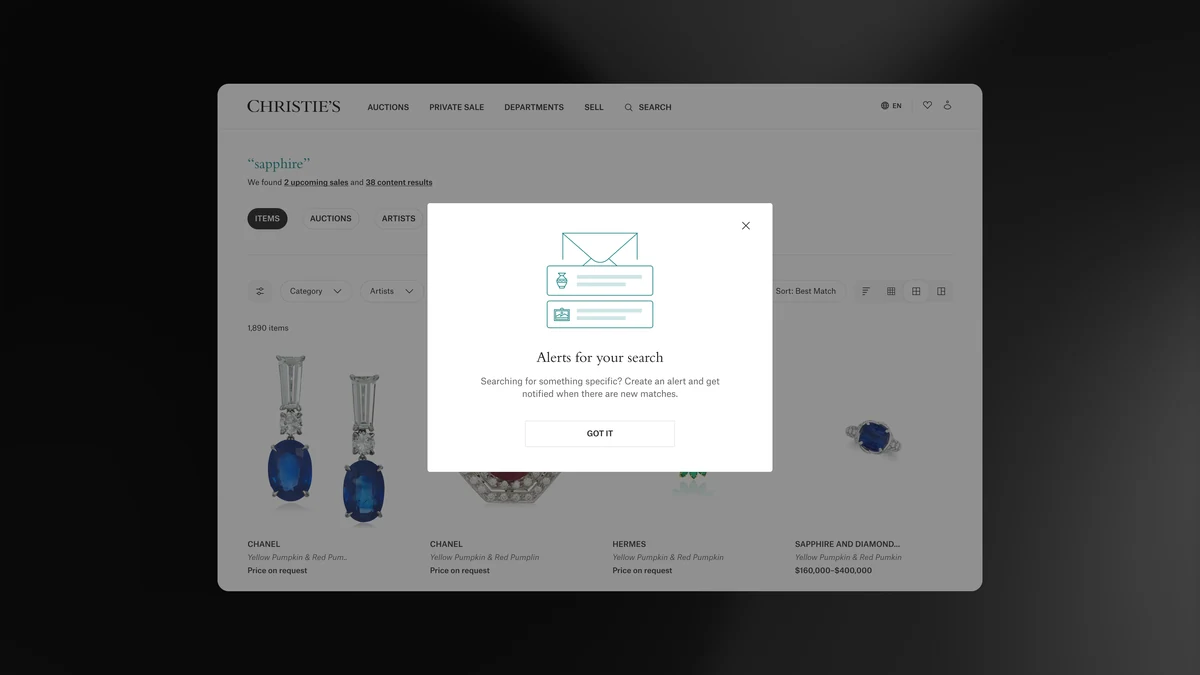 CHRISTIE'S
AUCTIONS
PRIVATE SALE
DEPARTMENTS
SELL
SEARCH
EN
“sapphire”
We found 2 upcoming sales and 38 content results
ITEMS
AUCTIONS
ARTISTS
Category
Artists
Sort: Best Match
1,890 items
Alerts for your search
Searching for something specific? Create an alert and get
notified when there are new matches.
GOT IT
CHANEL
Yellow Pumpkin & Red Pum..
Price on request
CHANEL
Yellow Pumpkin & Red Pumplin
Price on request
HERMES
Yellow Pumpkin & Red Pumpkin
Price on request
SAPPHIRE AND DIAMOND...
Yellow Pumpkin & Red Pumkin
$160,000–$400,000